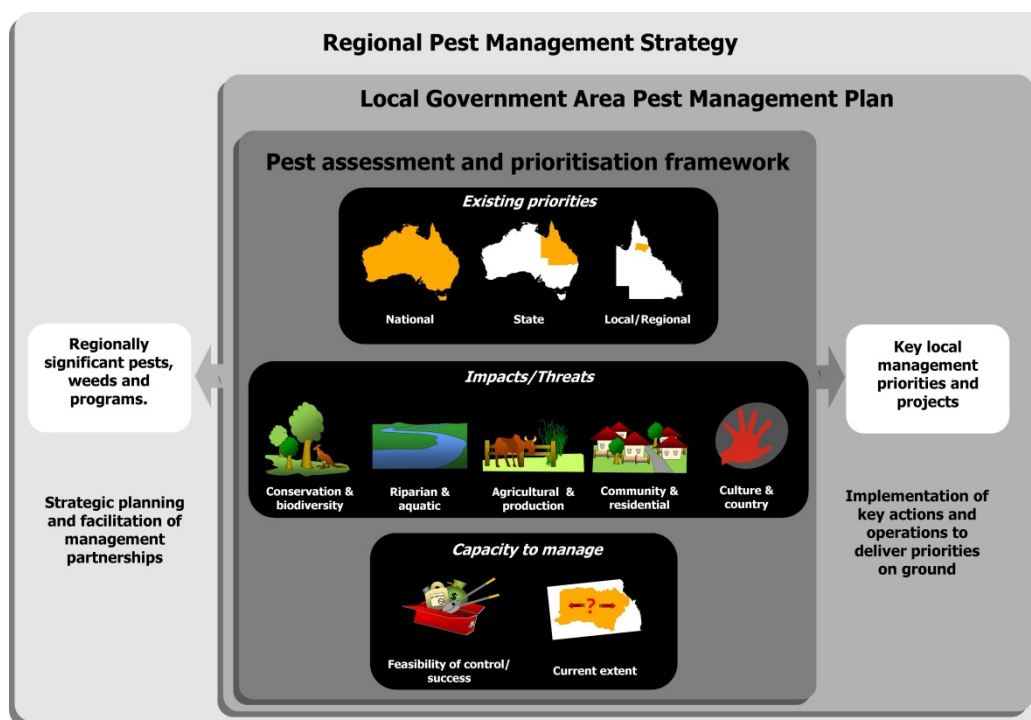 Regional Pest Management Strategy
Local Government Area Pest Management Plan
Pest assessment and prioritisation framework
Existing priorities
National
State
Local/Regional
Regionally
significant pests,
weeds and
programs.
Impacts/Threats
Key local
management
priorities and
projects
Conservation &
biodiversity
Riparian &
aquatic
Agricultural &
production
Community &
residential
Culture &
country
Strategic planning
and facilitation of
management
partnerships
Implementation of
key actions and
operations to
deliver priorities
on ground
Capacity to manage
$
?
Feasibility of control/
success
Current extent